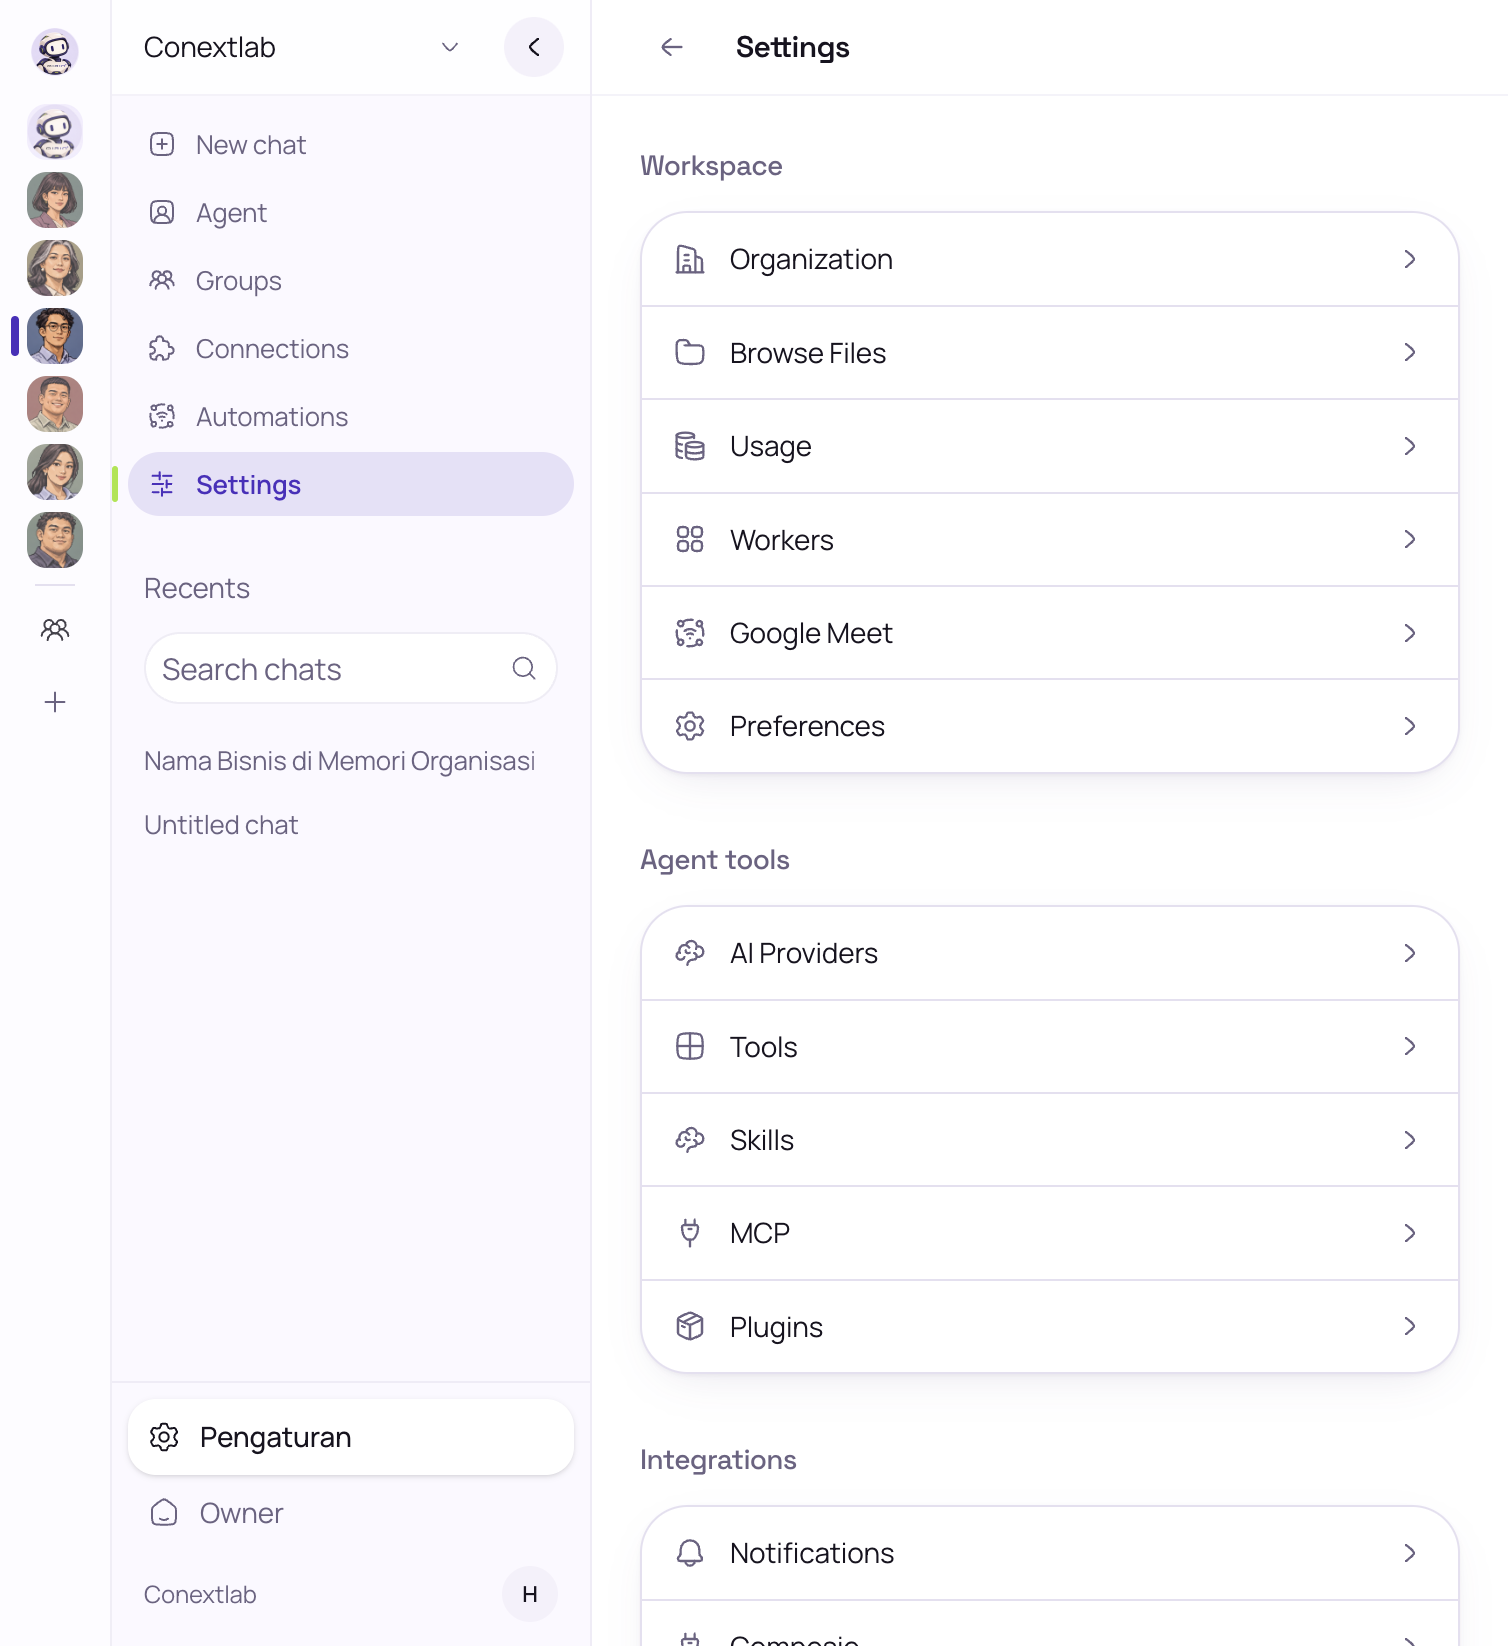 Conextlab
New chat
Agent
Groups
Connections
Automations
Settings
Recents
Search chats
Nama Bisnis di Memori Organisasi
Untitled chat
Pengaturan
Owner
Conextlab
H
Settings
Workspace
Organization
Browse Files
Usage
Workers
Google Meet
Preferences
Agent tools
AI Providers
Tools
Skills
MCP
Plugins
Integrations
Notifications
Composio